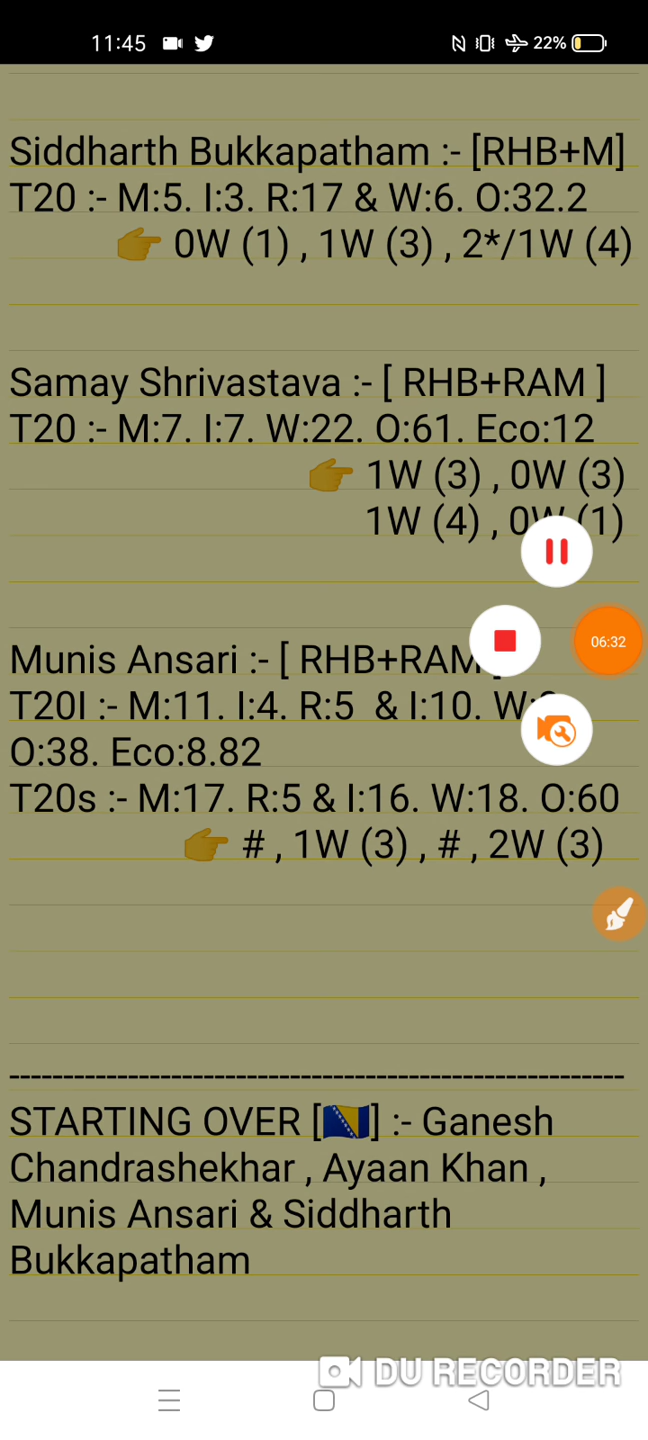 11:45 22%
Siddharth Bukkapatham :- [RHB+M]
T20 :- M:5. I:3. R:17 & W:6. O:32.2
👉 0W (1) , 1W (3) , 2*/1W (4)
Samay Shrivastava :- [ RHB+RAM ]
T20 :- M:7. I:7. W:22. O:61. Eco:12
👉 1W (3) , 0W (3)
1W (4) , 0W (1)
06:32
Munis Ansari :- [ RHB+RAM ]
T20I :- M:11. I:4. R:5 & I:10. W:
O:38. Eco:8.82
T20s :- M:17. R:5 & I:16. W:18. O:60
👉 # , 1W (3) , # , 2W (3)
------------------------------------------------------------
STARTING OVER [🇧🇦] :- Ganesh
Chandrashekhar , Ayaan Khan ,
Munis Ansari & Siddharth
Bukkapatham
DU RECORDER